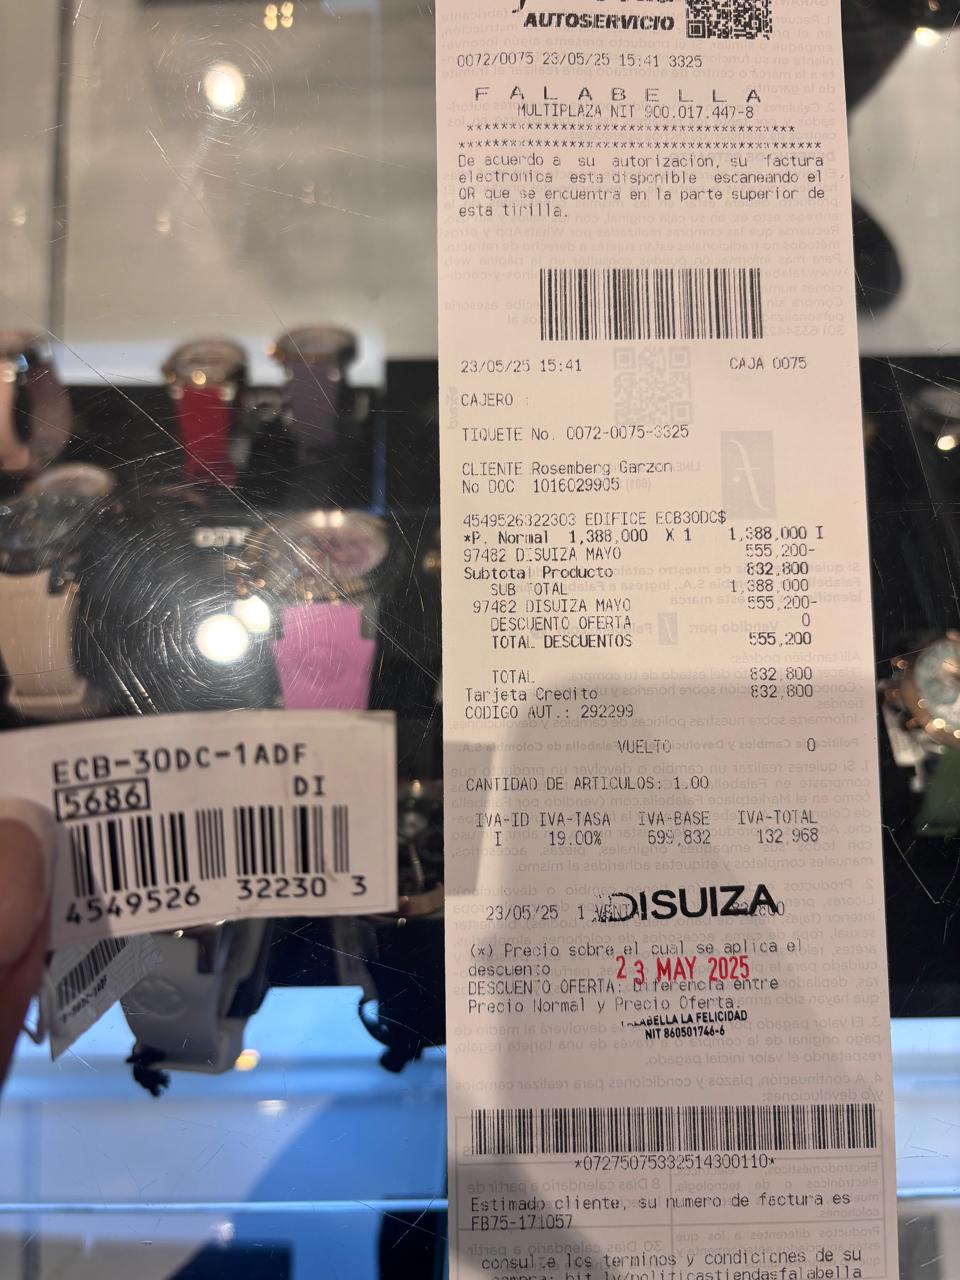 AUTOSERVICIO
0072/0075 23/05/25 15:41 3325
F A L A B E L L A
MULTIPLAZA NIT 900.017.447-8
De acuerdo a su autorización, su factura
electronica esta disponible escaneando el
QR que se encuentra en la parte superior de
esta tirilla.
23/05/25 15:41 CAJA 0075
CAJERO :
TIQUETE No. 0072-0075-3325
CLIENTE Rosemberg Garzon
No DOC 1016029905
4549526322303 EDIFICE ECB30DC$
*P. Normal 1,388,000 X 1 1,388,000 I
97482 DISUIZA MAYO 555,200-
Subtotal Producto 832,800
SUB TOTAL 1,388,000
97482 DISUIZA MAYO 555,200-
DESCUENTO OFERTA 0
TOTAL DESCUENTOS 555,200
TOTAL 832,800
Tarjeta Credito 832,800
CODIGO AUT.: 292299
VUELTO 0
CANTIDAD DE ARTICULOS: 1.00
IVA-ID IVA-TASA IVA-BASE IVA-TOTAL
I 19.00% 699,832 132,968
23/05/25 1 VENTA
DISUIZA
(*) Precio sobre el cual se aplica el
descuento
23 MAY 2025
DESCUENTO OFERTA: Diferencia entre
Precio Normal y Precio Oferta.
FALABELLA LA FELICIDAD
NIT 860501746-6
*07275075332514300110*
Estimado cliente, su numero de factura es
FB75-171057
consulte los terminos y condiciones de su
compra: bit.ly/politicastiendasfalabella
ECB-30DC-1ADF
5686 DI
4549526 32230 3